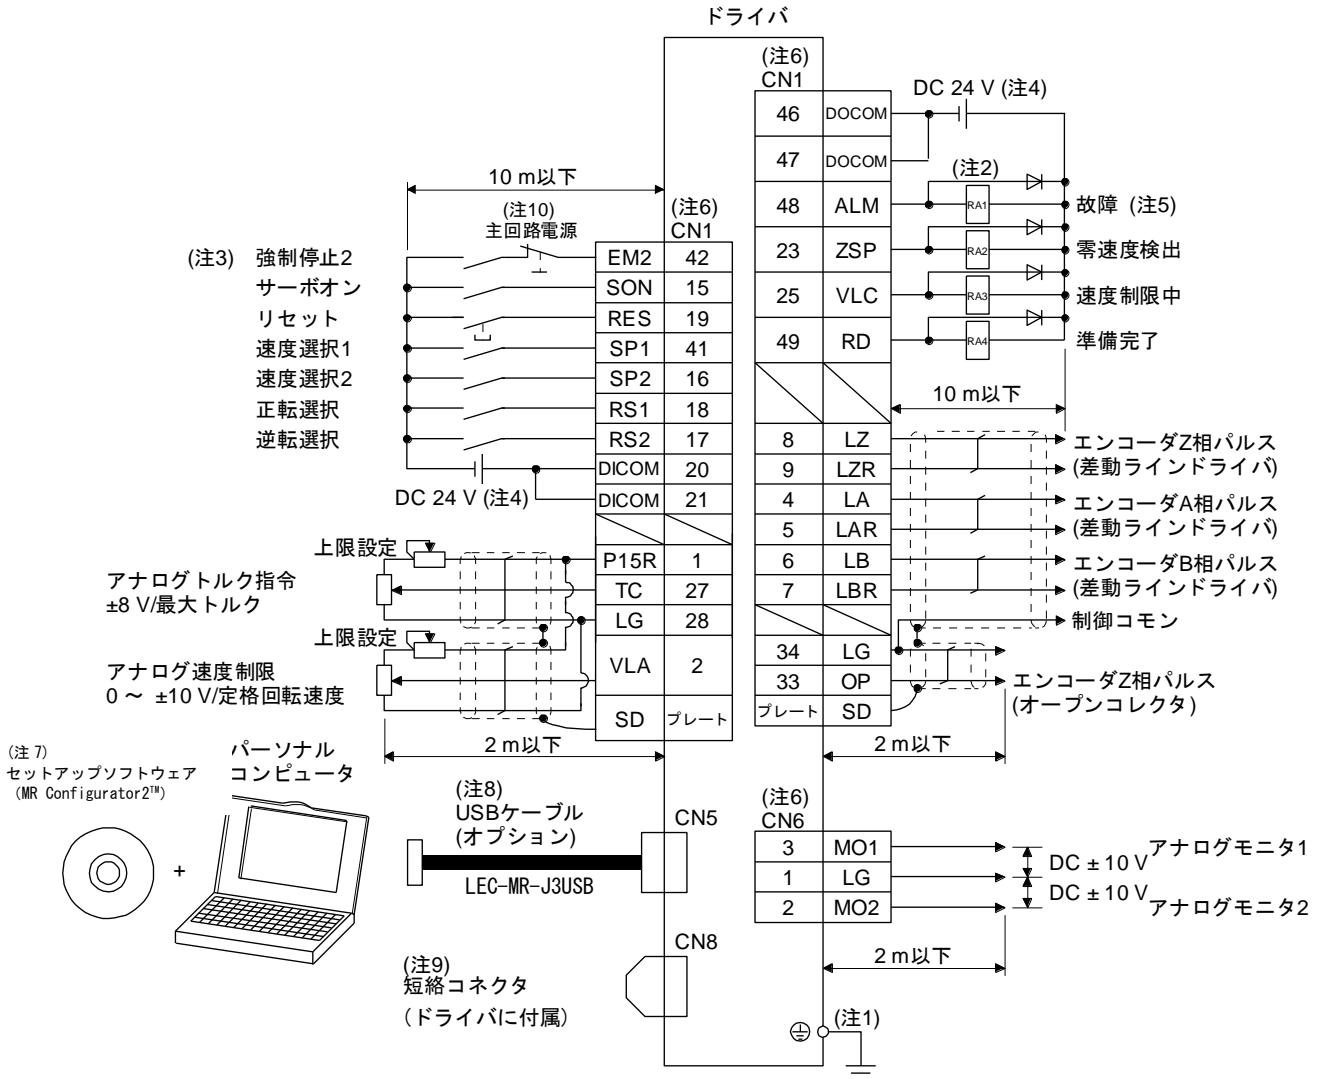 ドライバ
(注6)
CN1
DC 24 V (注4)
46 DOCOM
47 DOCOM
(注2)
48 ALM RA1 故障 (注5)
23 ZSP RA2 零速度検出
25 VLC RA3 速度制限中
49 RD RA4 準備完了
10 m以下
8 LZ エンコーダZ相パルス
9 LZR (差動ラインドライバ)
4 LA エンコーダA相パルス
5 LAR (差動ラインドライバ)
6 LB エンコーダB相パルス
7 LBR (差動ラインドライバ)
制御コモン
34 LG
33 OP エンコーダZ相パルス
(オープンコレクタ)
プレート SD
2 m以下
10 m以下
(注10)
主回路電源
(注6)
CN1
(注3) 強制停止2 EM2 42
サーボオン SON 15
リセット RES 19
速度選択1 SP1 41
速度選択2 SP2 16
正転選択 RS1 18
逆転選択 RS2 17
DICOM 20
DC 24 V (注4) DICOM 21
上限設定
P15R 1
アナログトルク指令
±8 V/最大トルク
TC 27
LG 28
上限設定
アナログ速度制限
0 ～ ±10 V/定格回転速度
VLA 2
SD プレート
2 m以下
(注 7)
セットアップソフトウェア
(MR Configurator2™)
+
パーソナル
コンピュータ
(注8)
USBケーブル
(オプション)
LEC-MR-J3USB
CN5
(注9)
短絡コネクタ
(ドライバに付属)
CN8
(注6)
CN6
3 MO1 アナログモニタ1
DC ± 10 V
1 LG
DC ± 10 V
2 MO2 アナログモニタ2
2 m以下
(注1)